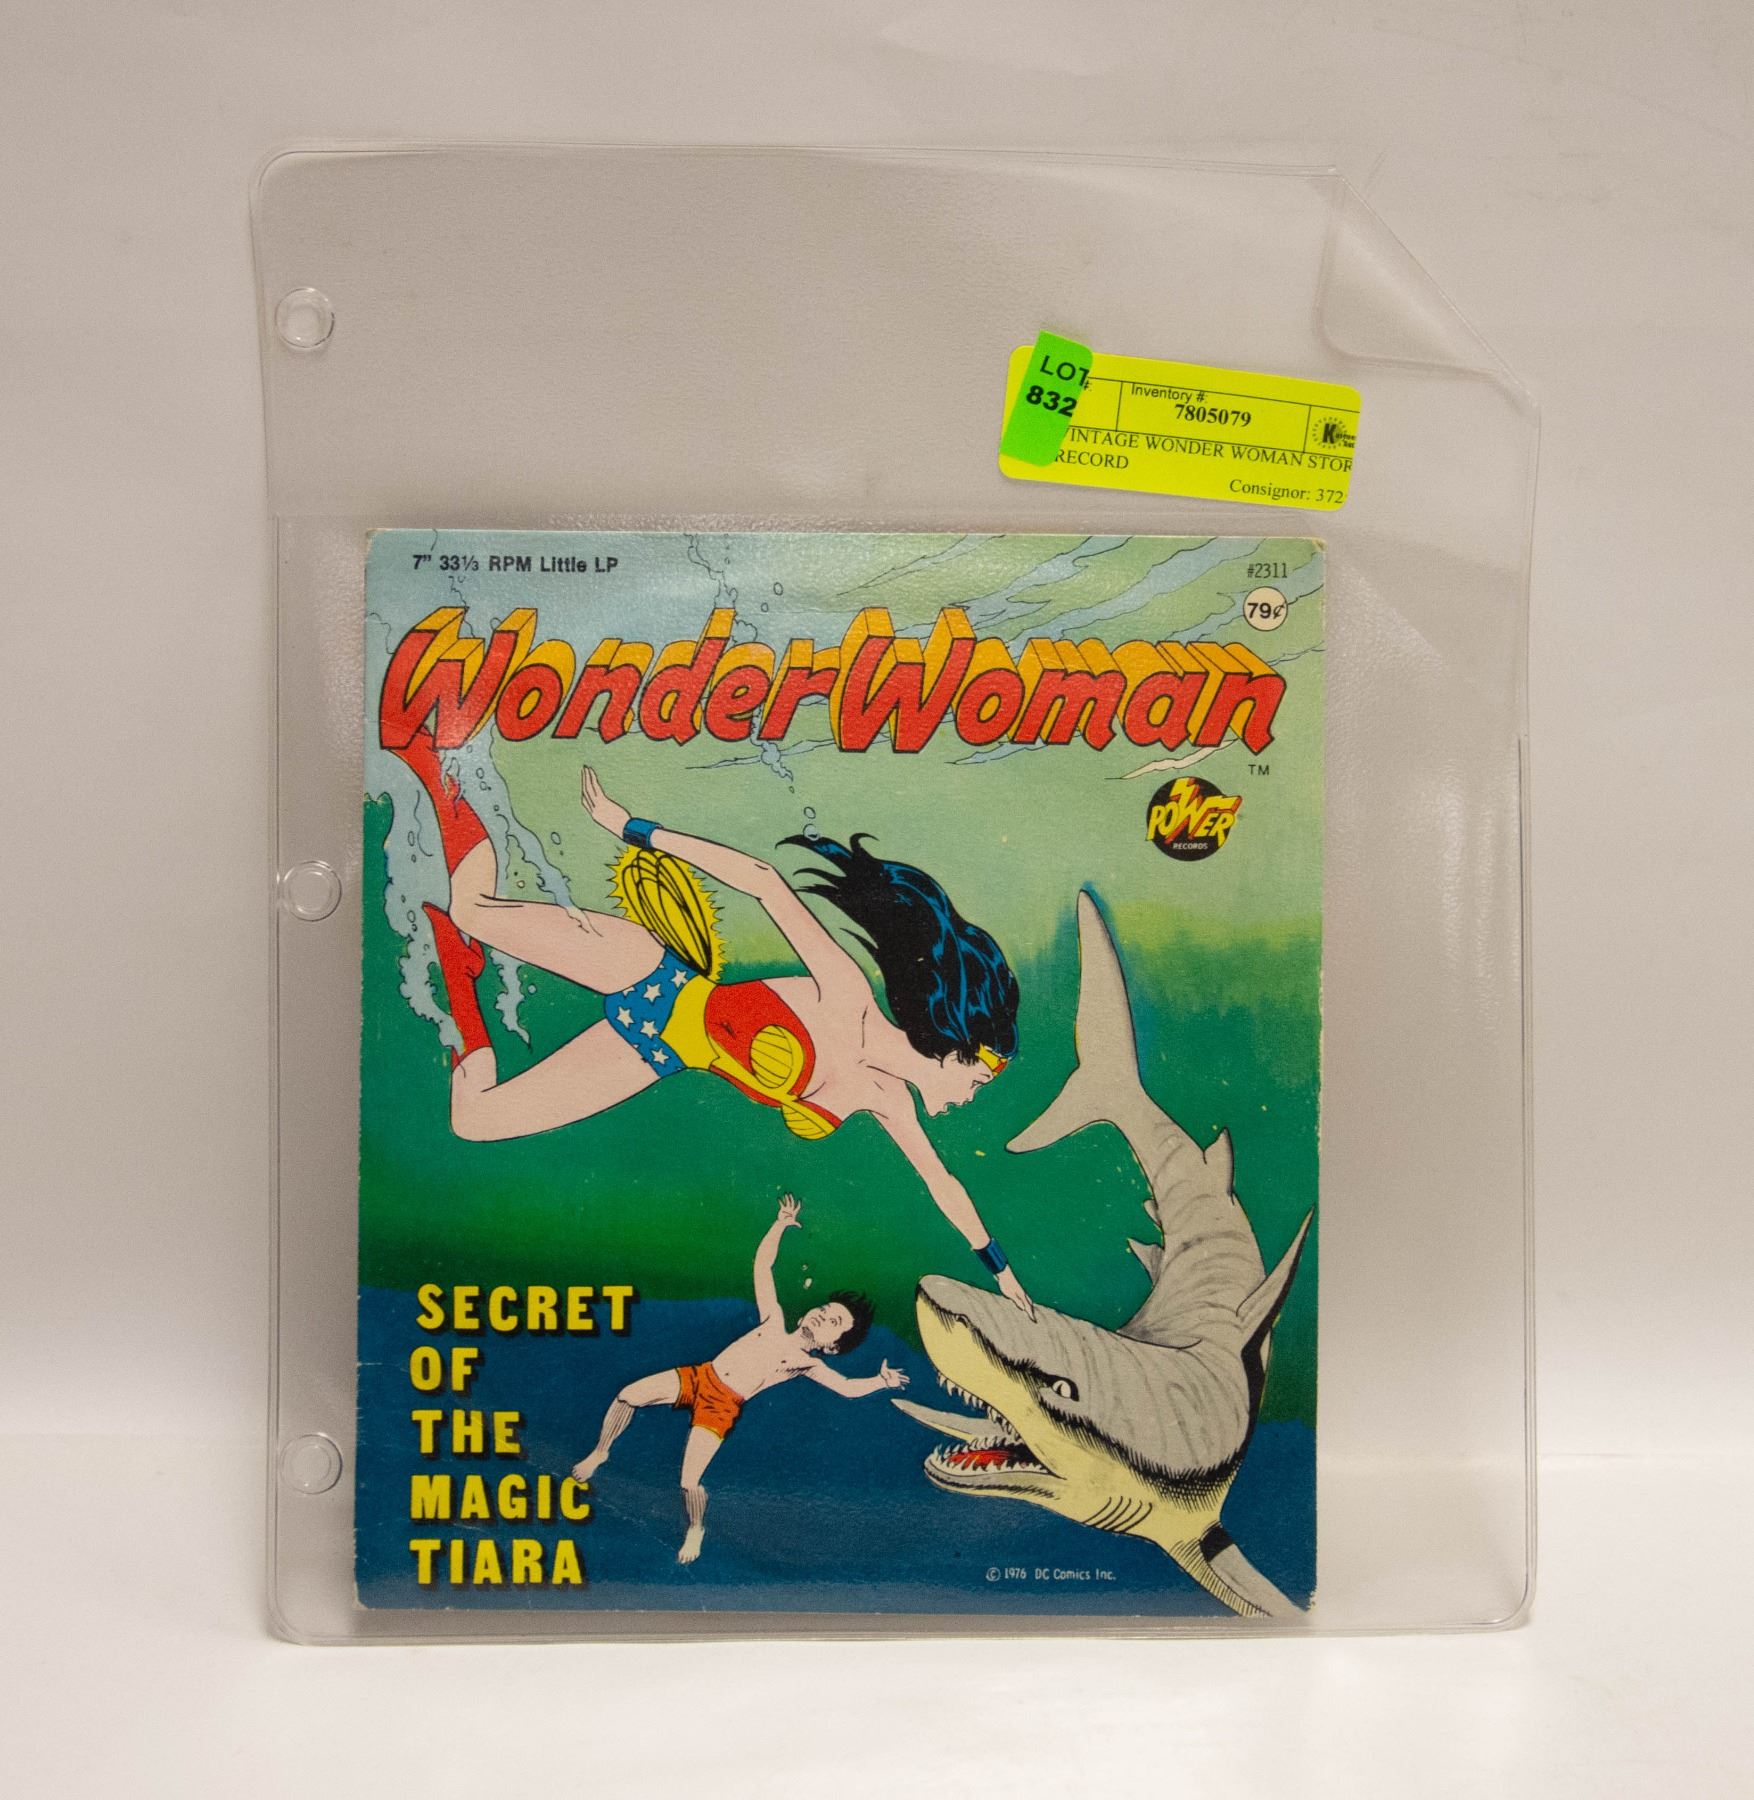 LOT
832
#:
Inventory #:
7805079
VINTAGE WONDER WOMAN STOR
RECORD
Consignor: 372
7" 33⅓ RPM Little LP
#2311
79¢
Wonder Woman
TM
POWER
RECORDS
SECRET
OF
THE
MAGIC
TIARA
© 1976 DC Comics Inc.